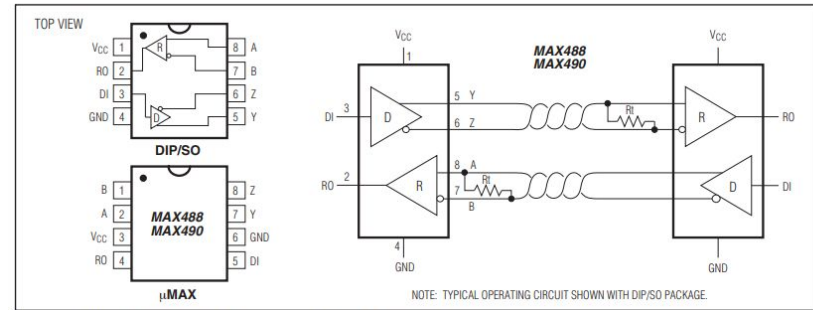 TOP VIEW
VCC 1
RO 2
DI 3
GND 4
R
D
8 A
7 B
6 Z
5 Y
DIP/SO
B 1
A 2
VCC 3
RO 4
MAX488
MAX490
8 Z
7 Y
6 GND
5 DI
µMAX
MAX488
MAX490
VCC
1
VCC
DI 3
D
5 Y
6 Z
Rt
R
RO
RO 2
R
8 A
7 B
Rt
D
DI
4
GND
GND
NOTE: TYPICAL OPERATING CIRCUIT SHOWN WITH DIP/SO PACKAGE.